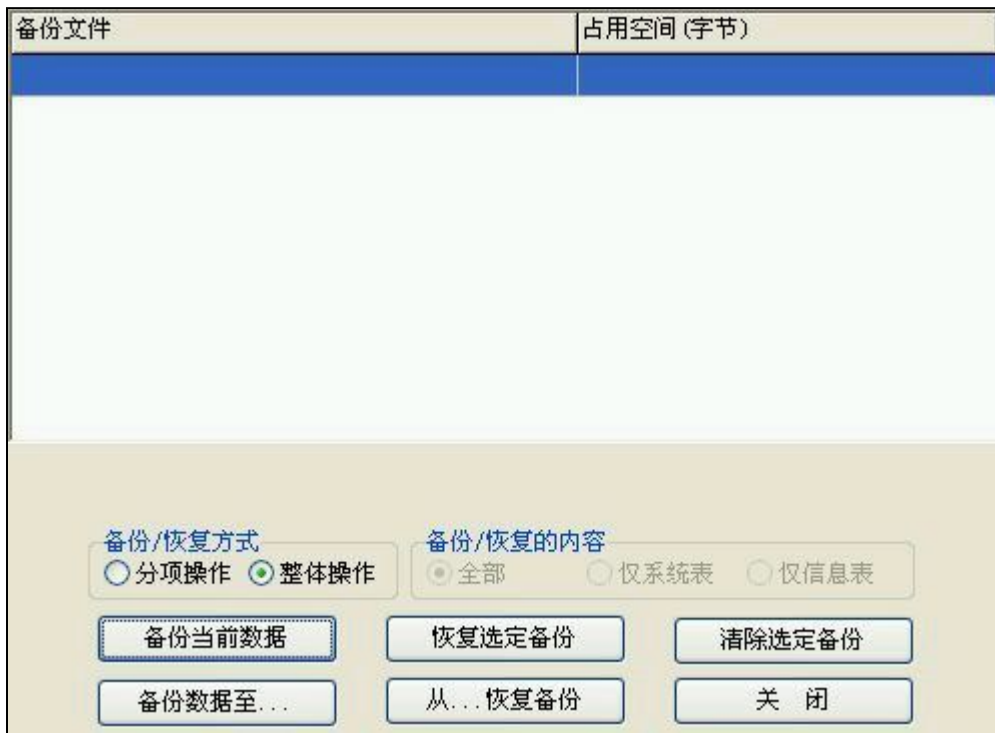 备份文件 占用空间(字节)
备份/恢复方式 备份/恢复的内容
分项操作 整体操作 全部 仅系统表 仅信息表
备份当前数据 恢复选定备份 清除选定备份
备份数据至... 从...恢复备份 关 闭